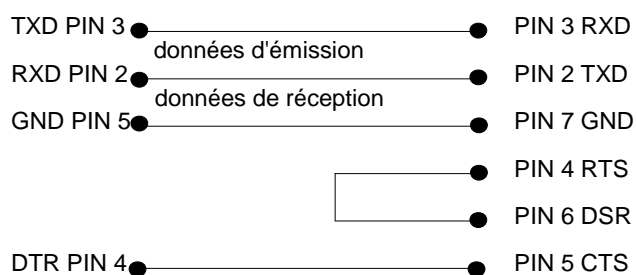 TXD PIN 3 PIN 3 RXD
données d'émission
RXD PIN 2 PIN 2 TXD
données de réception
GND PIN 5 PIN 7 GND
PIN 4 RTS
PIN 6 DSR
DTR PIN 4 PIN 5 CTS